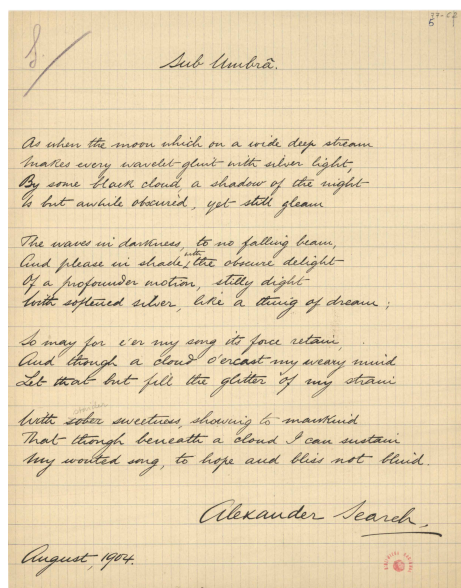 Sub Umbrâ.
As when the moon which on a wide deep stream
Makes every wavelet glint with silver light,
By some black cloud, a shadow of the night
Is but awhile obscured, yet still gleam
The waves in darkness, to no falling beam,
And please in shade, with the obscure delight
Of a profounder motion, stilly dight
With softened silver, like a thing of dream;
So may for e'er my song its force retain,
And though a cloud o'ercast my weary mind
Let that but fill the glitter of my strain
With sober sweetness, showing to mankind
That though beneath a cloud I can sustain
My wonted song, to hope and bliss not blind.
Alexander Search.
August, 1904.